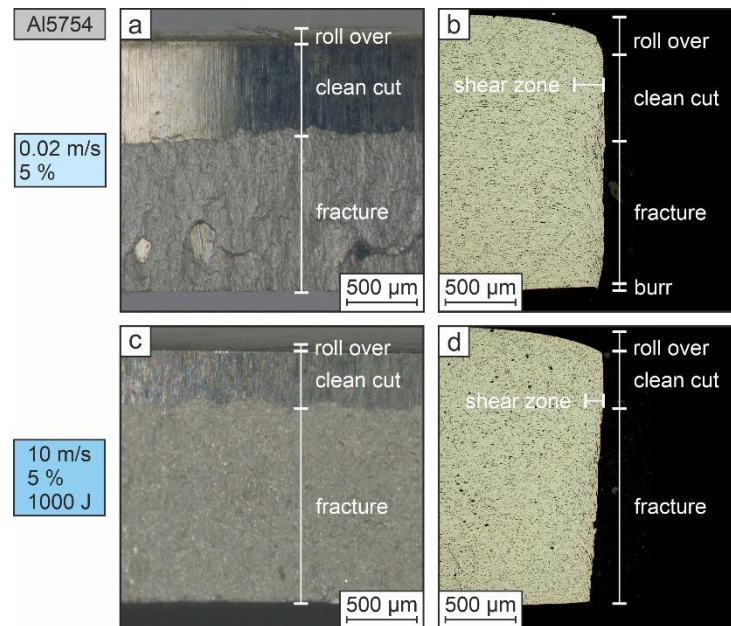 Al5754
a
roll over
clean cut
fracture
500 µm
b
roll over
shear zone
clean cut
fracture
burr
500 µm
0.02 m/s
5 %
c
roll over
clean cut
fracture
500 µm
d
roll over
clean cut
shear zone
fracture
500 µm
10 m/s
5 %
1000 J